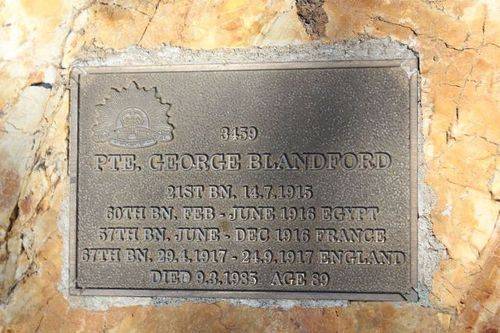 3459
PTE. GEORGE BLANDFORD
21ST BN. 14.7.1915
60TH BN. FEB - JUNE 1916 EGYPT
57TH BN. JUNE - DEC 1916 FRANCE
67TH BN. 29.4.1917 - 24.9.1917 ENGLAND
DIED 9.3.1985 AGE 89